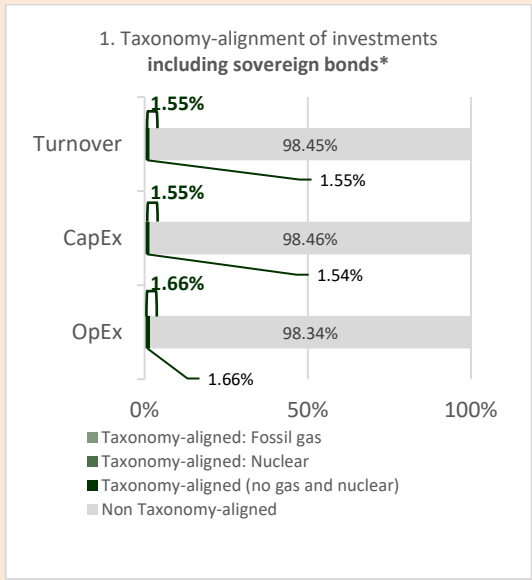 1. Taxonomy-alignment of investments
including sovereign bonds*
1.55%
Turnover
98.45%
1.55%
1.55%
CapEx
98.46%
1.54%
1.66%
OpEx
98.34%
1.66%
0% 50% 100%
Taxonomy-aligned: Fossil gas
Taxonomy-aligned: Nuclear
Taxonomy-aligned (no gas and nuclear)
Non Taxonomy-aligned